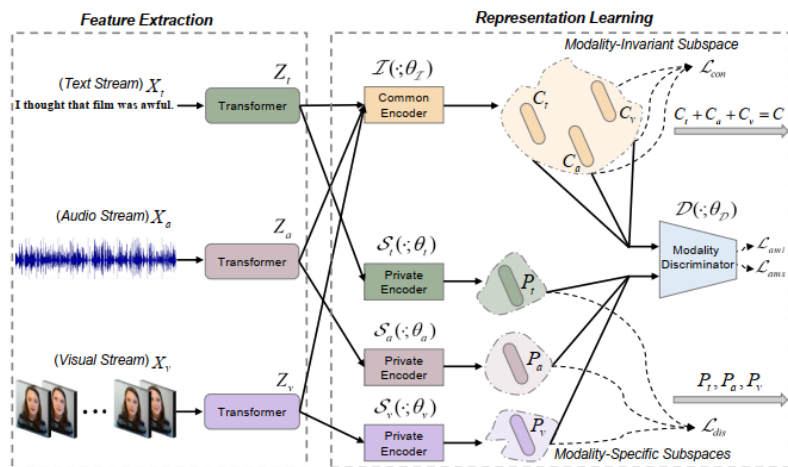 Feature Extraction
Representation Learning
(Text Stream) X_t
I thought that film was awful.
Z_t
Transformer
I(·;θ_I)
Common
Encoder
Modality-Invariant Subspace
C_t
C_v
C_a
L_con
C_t + C_a + C_v = C
(Audio Stream) X_a
Z_a
Transformer
S_t(·;θ_t)
Private
Encoder
P_t
D(·;θ_D)
Modality
Discriminator
L_ami
L_ams
S_a(·;θ_a)
Private
Encoder
P_a
P_t, P_a, P_v
(Visual Stream) X_v
Z_v
Transformer
S_v(·;θ_v)
Private
Encoder
P_v
L_dis
Modality-Specific Subspaces